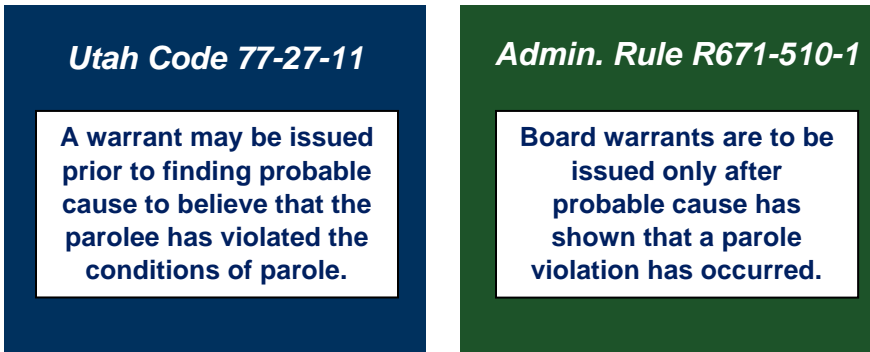 Utah Code 77-27-11
A warrant may be issued
prior to finding probable
cause to believe that the
parolee has violated the
conditions of parole.
Admin. Rule R671-510-1
Board warrants are to be
issued only after
probable cause has
shown that a parole
violation has occurred.